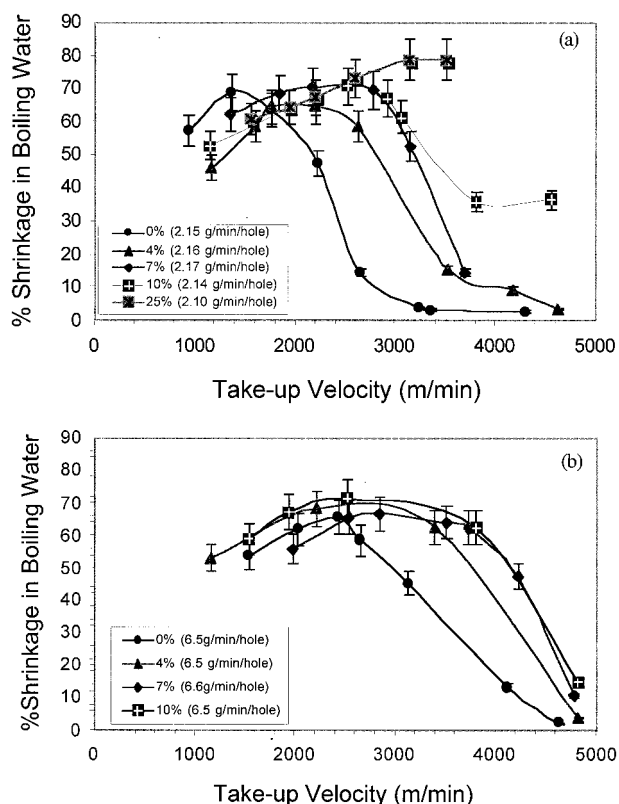 (a)
% Shrinkage in Boiling Water
90
80
70
60
50
40
30
20
10
0
0% (2.15 g/min/hole)
4% (2.16 g/min/hole)
7% (2.17 g/min/hole)
10% (2.14 g/min/hole)
25% (2.10 g/min/hole)
0 1000 2000 3000 4000 5000
Take-up Velocity (m/min)
(b)
%Shrinkage in Boiling Water
90
80
70
60
50
40
30
20
10
0
0% (6.5g/min/hole)
4% (6.5 g/min/hole)
7% (6.6g/min/hole)
10% (6.5 g/min/hole)
0 1000 2000 3000 4000 5000
Take-up Velocity (m/min)